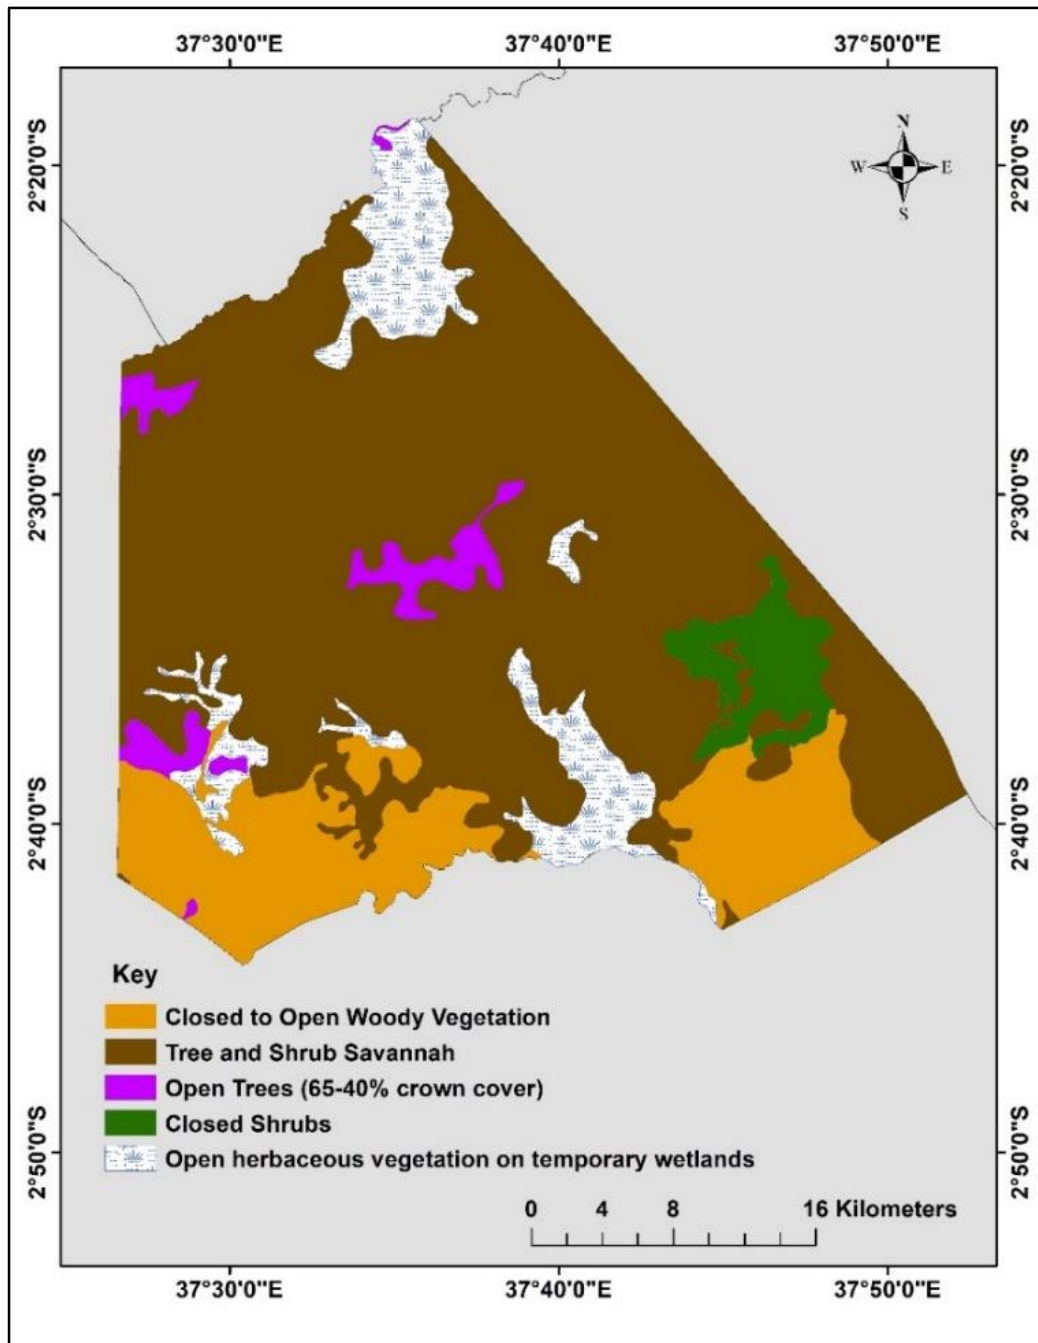 37°30'0"E 37°40'0"E 37°50'0"E
N
W E
S
2°20'0"S 2°20'0"S
2°30'0"S 2°30'0"S
2°40'0"S 2°40'0"S
Key
Closed to Open Woody Vegetation
Tree and Shrub Savannah
Open Trees (65-40% crown cover)
Closed Shrubs
Open herbaceous vegetation on temporary wetlands
2°50'0"S 2°50'0"S
0 4 8 16 Kilometers
37°30'0"E 37°40'0"E 37°50'0"E